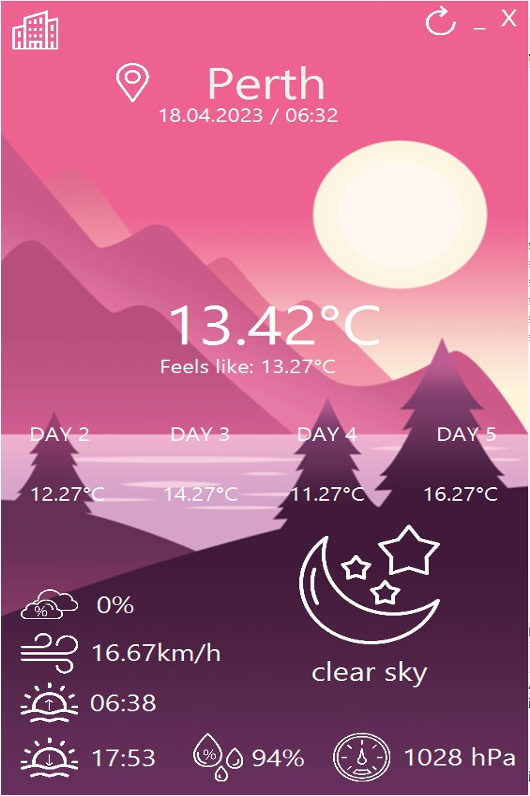 _ X
Perth
18.04.2023 / 06:32
13.42°C
Feels like: 13.27°C
DAY 2 DAY 3 DAY 4 DAY 5
12.27°C 14.27°C 11.27°C 16.27°C
% 0%
16.67km/h
clear sky
06:38
17:53 % 94% 1028 hPa